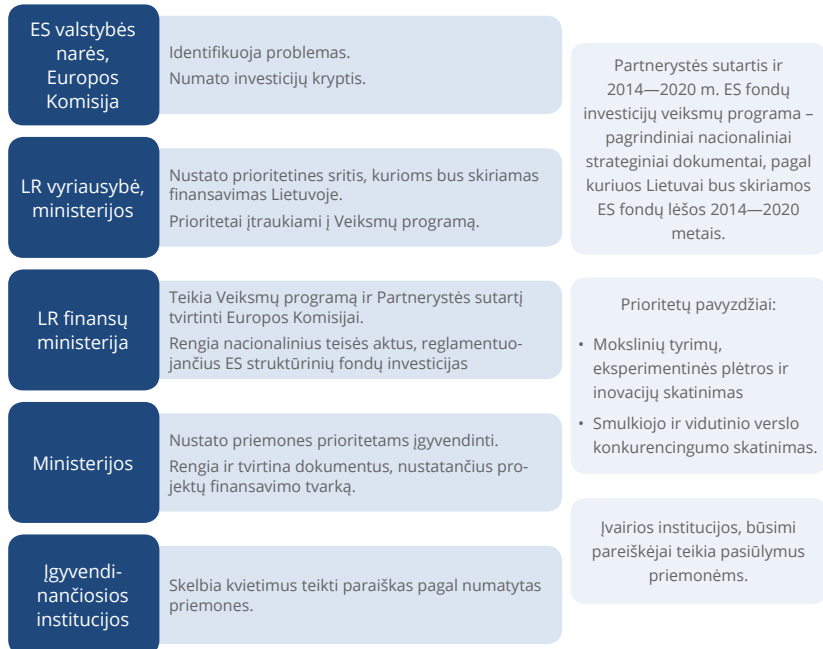 ES valstybės
narės,
Europos
Komisija
Identifikuoja problemas.
Numato investicijų kryptis.
LR vyriausybė,
ministerijos
Nustato prioritetines sritis, kurioms bus skiriamas
finansavimas Lietuvoje.
Prioritetai įtraukiami į Veiksmų programą.
LR finansų
ministerija
Teikia Veiksmų programą ir Partnerystės sutartį
tvirtinti Europos Komisijai.
Rengia nacionalinius teisės aktus, reglamentuo-
jančius ES struktūrinių fondų investicijas
Ministerijos
Nustato priemones prioritetams įgyvendinti.
Rengia ir tvirtina dokumentus, nustatančius pro-
jektų finansavimo tvarką.
Įgyvendi-
nančiosios
institucijos
Skelbia kvietimus teikti paraiškas pagal numatytas
priemones.
Partnerystės sutartis ir
2014—2020 m. ES fondų
investicijų veiksmų programa –
pagrindiniai nacionaliniai
strateginiai dokumentai, pagal
kuriuos Lietuvai bus skiriamos
ES fondų lėšos 2014—2020
metais.
Prioritetų pavyzdžiai:
• Mokslinių tyrimų,
eksperimentinės plėtros ir
inovacijų skatinimas
• Smulkiojo ir vidutinio verslo
konkurencingumo skatinimas.
Įvairios institucijos, būsimi
pareiškėjai teikia pasiūlymus
priemonėms.